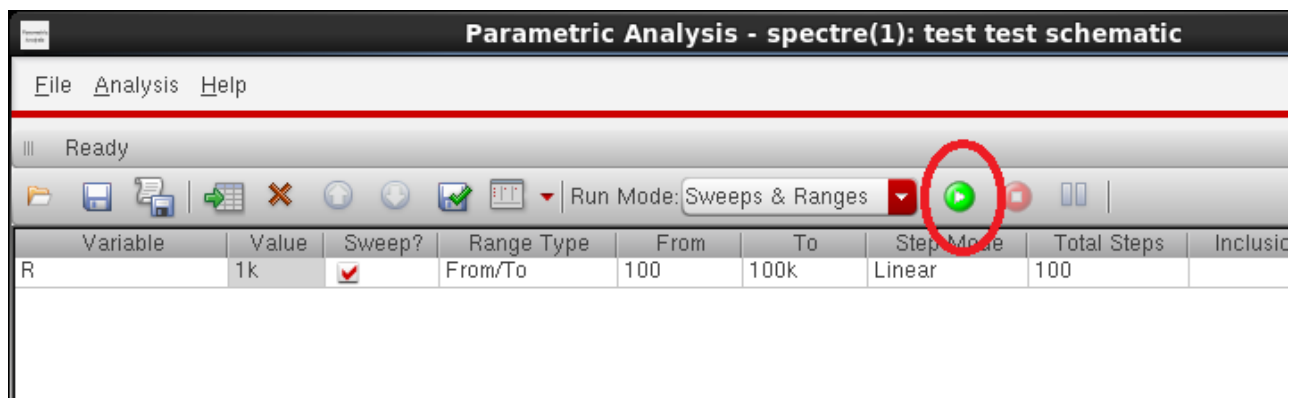 Parametric Analysis - spectre(1): test test schematic
File Analysis Help
Ready
Run Mode: Sweeps & Ranges
Variable Value Sweep? Range Type From To Step Mode Total Steps Inclusic
R 1k From/To 100 100k Linear 100